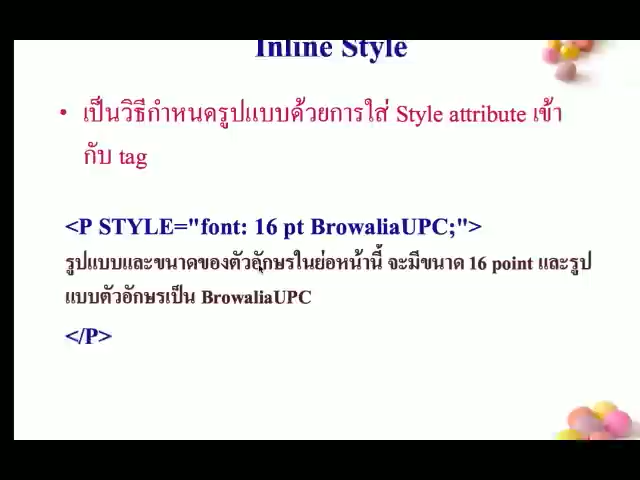 Inline Style
• เป็นวิธีกำหนดรูปแบบด้วยการใส่ Style attribute เข้า
กับ tag
<P STYLE="font: 16 pt BrowaliaUPC;">
รูปแบบและขนาดของตัวอักษรในย่อหน้านี้ จะมีขนาด 16 point และรูป
แบบตัวอักษรเป็น BrowaliaUPC
</P>